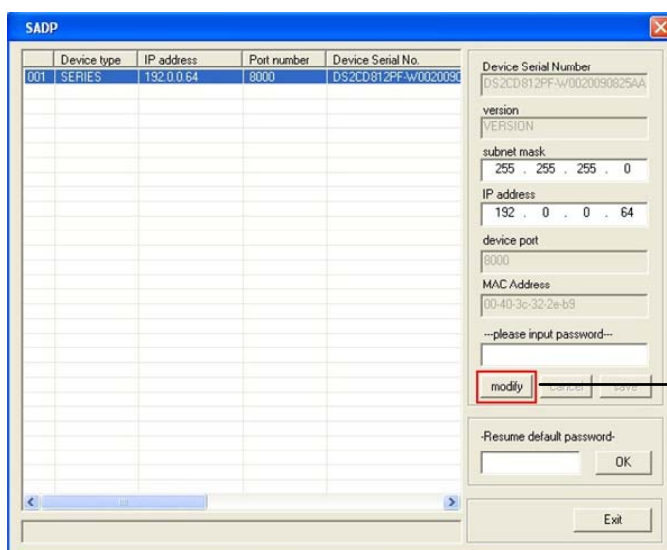 SADP
Device type IP address Port number Device Serial No.
001 SERIES 192.0.0.64 8000 DS2CD812PF-W0020090
Device Serial Number
DS2CD812PF-W0020090825AA
version
VERSION
subnet mask
255 . 255 . 255 . 0
IP address
192 . 0 . 0 . 64
device port
8000
MAC Address
00-40-3c-32-2e-b9
---please input password---
modify cancel save
-Resume default password-
OK
Exit